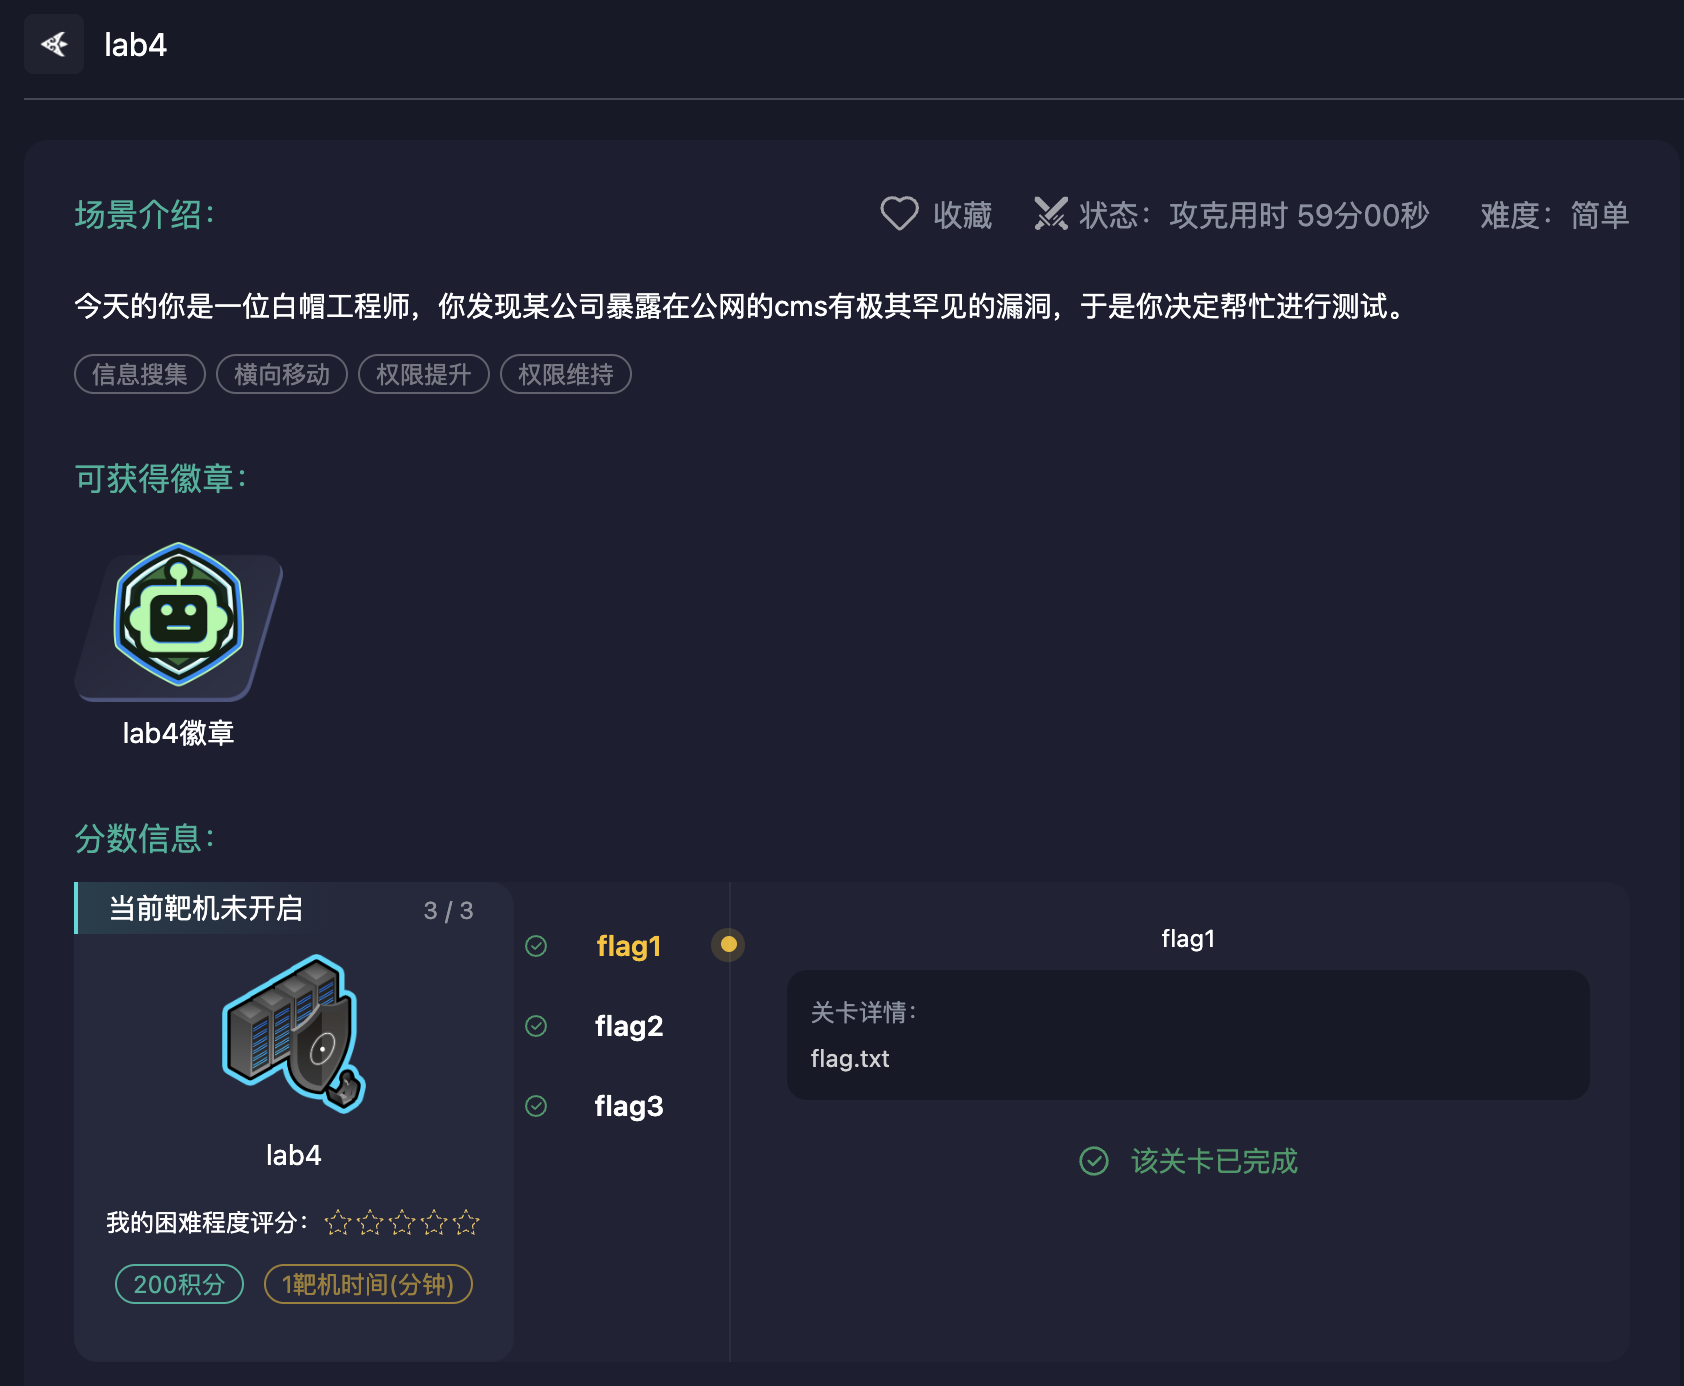 lab4
场景介绍：
收藏
状态：攻克用时 59分00秒
难度：简单
今天的你是一位白帽工程师，你发现某公司暴露在公网的cms有极其罕见的漏洞，于是你决定帮忙进行测试。
信息搜集
横向移动
权限提升
权限维持
可获得徽章：
lab4徽章
分数信息：
当前靶机未开启
3 / 3
lab4
我的困难程度评分：
200积分
1靶机时间(分钟)
flag1
flag2
flag3
flag1
关卡详情：
flag.txt
该关卡已完成